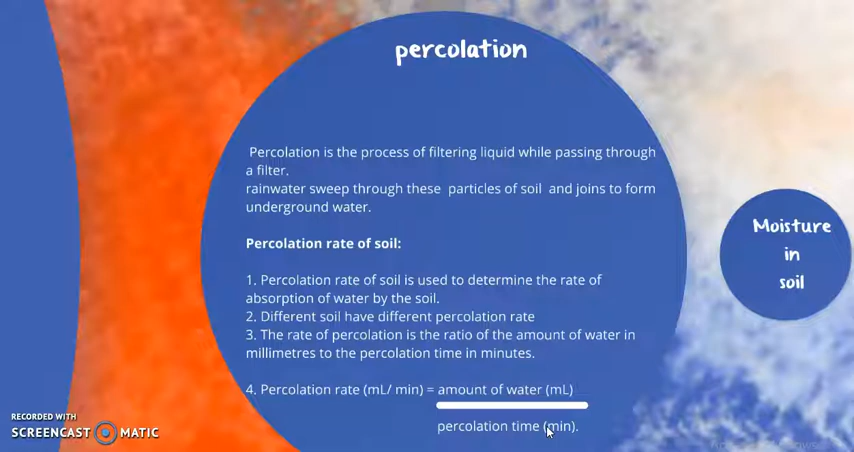 percolation
Percolation is the process of filtering liquid while passing through
a filter.
rainwater sweep through these particles of soil and joins to form
underground water.
Percolation rate of soil:
1. Percolation rate of soil is used to determine the rate of
absorption of water by the soil.
2. Different soil have different percolation rate
3. The rate of percolation is the ratio of the amount of water in
millimetres to the percolation time in minutes.
4. Percolation rate (mL/ min) = amount of water (mL)
percolation time (min).
Moisture
in
soil
RECORDED WITH
SCREENCAST MATIC